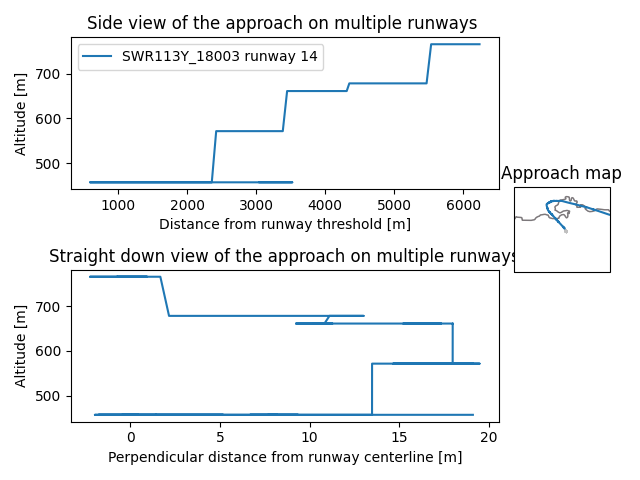 Side view of the approach on multiple runways
SWR113Y_18003 runway 14
Altitude [m]
700
600
500
1000 2000 3000 4000 5000 6000
Distance from runway threshold [m]
Approach map
Straight down view of the approach on multiple runways
Altitude [m]
700
600
500
0 5 10 15 20
Perpendicular distance from runway centerline [m]